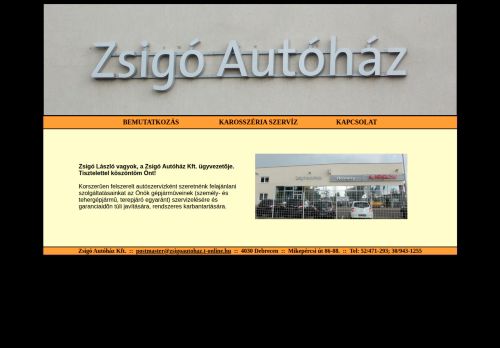 Zsigó Autóház
BEMUTATKOZÁS KAROSSZÉRIA SZERVÍZ KAPCSOLAT
Zsigó László vagyok, a Zsigó Autóház Kft. ügyvezetője.
Tisztelettel köszöntöm Önt!
Korszerűen felszerelt autószervizként szeretnénk felajánlani
szolgáltatásainkat az Önök gépjárműveinek (személy- és
tehergépjármű, terepjáró egyaránt) szervizelésére és
garanciaidőn túli javítására, rendszeres karbantartására.
Zsigó Autóház Kft. :: postmaster@zsigoautohaz.t-online.hu :: 4030 Debrecen :: Mikepércsi út 86-88. :: Tel: 52/471-293; 30/943-1255